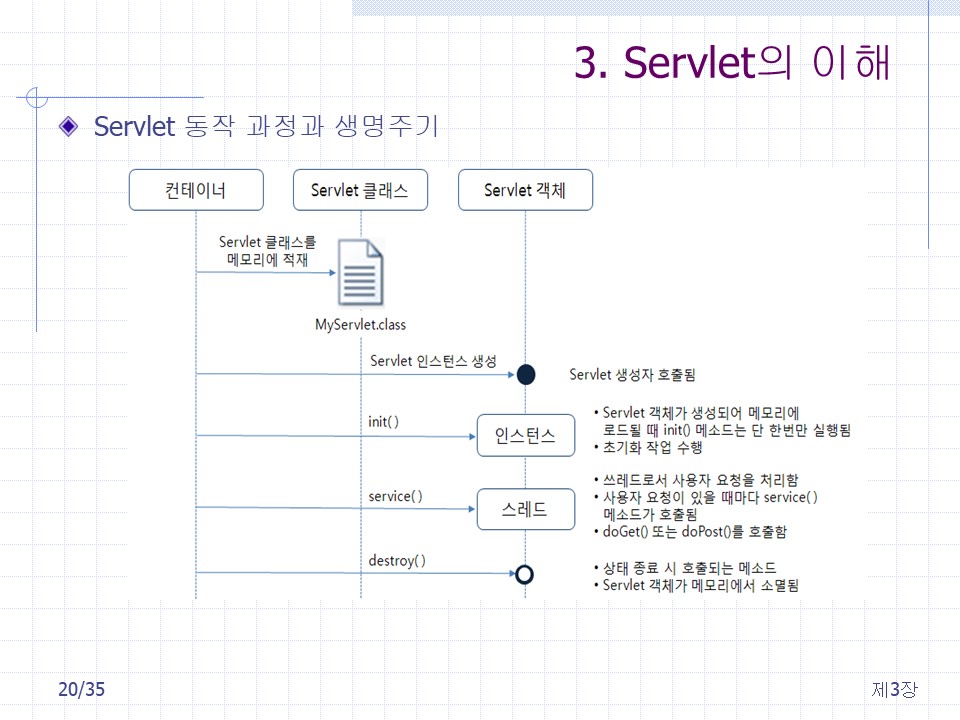 3. Servlet의 이해
Servlet 동작 과정과 생명주기
컨테이너
Servlet 클래스
Servlet 객체
Servlet 클래스를
메모리에 적재
MyServlet.class
Servlet 인스턴스 생성
Servlet 생성자 호출됨
init( )
인스턴스
• Servlet 객체가 생성되어 메모리에
로드될 때 init() 메소드는 단 한번만 실행됨
• 초기화 작업 수행
service( )
스레드
• 쓰레드로서 사용자 요청을 처리함
• 사용자 요청이 있을 때마다 service( )
메소드가 호출됨
• doGet() 또는 doPost()를 호출함
destroy( )
• 상태 종료 시 호출되는 메소드
• Servlet 객체가 메모리에서 소멸됨
20/35
제3장